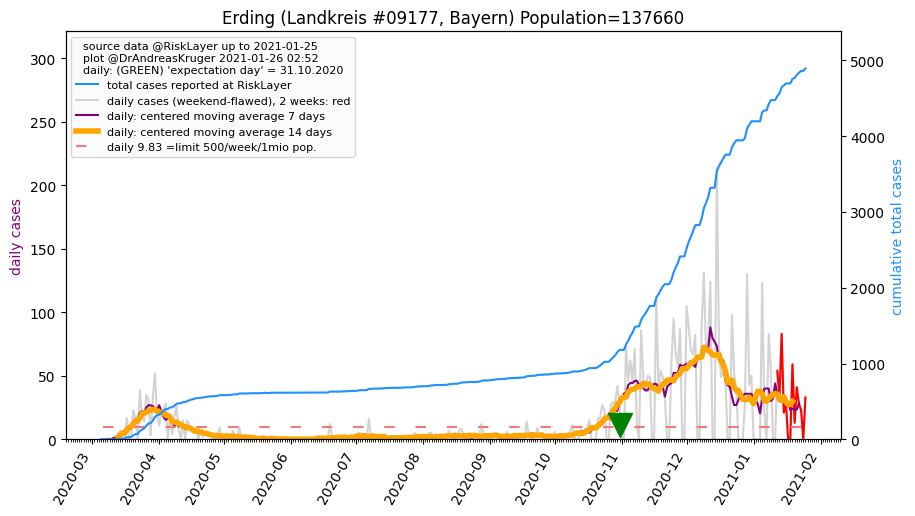 Erding (Landkreis #09177, Bayern) Population=137660
source data @RiskLayer up to 2021-01-25
plot @DrAndreasKruger 2021-01-26 02:52
daily: (GREEN) 'expectation day' = 31.10.2020
total cases reported at RiskLayer
daily cases (weekend-flawed), 2 weeks: red
daily: centered moving average 7 days
daily: centered moving average 14 days
daily 9.83 =limit 500/week/1mio pop.
daily cases
300
250
200
150
100
50
0
cumulative total cases
5000
4000
3000
2000
1000
0
2020-03
2020-04
2020-05
2020-06
2020-07
2020-08
2020-09
2020-10
2020-11
2020-12
2021-01
2021-02